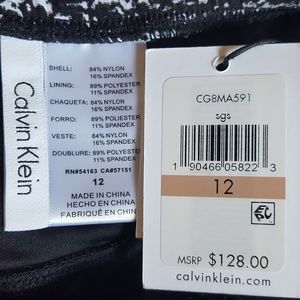 Calvin Klein
SHELL: 84% NYLON
16% SPANDEX
LINING: 89% POLYESTER
11% SPANDEX
CHAQUETA: 84% NYLON
16% SPANDEX
FORRO: 89% POLIESTER
11% SPANDEX
VESTE: 84% NYLON
16% SPANDEX
DOUBLURE: 89% POLYESTER
11% SPANDEX
RN#54163 CA#57151
12
MADE IN CHINA
HECHO EN CHINA
FABRIQUÉ EN CHINE
CG8MA591
sgs
1 90466 05822 3
12
MSRP $128.00
calvinklein.com